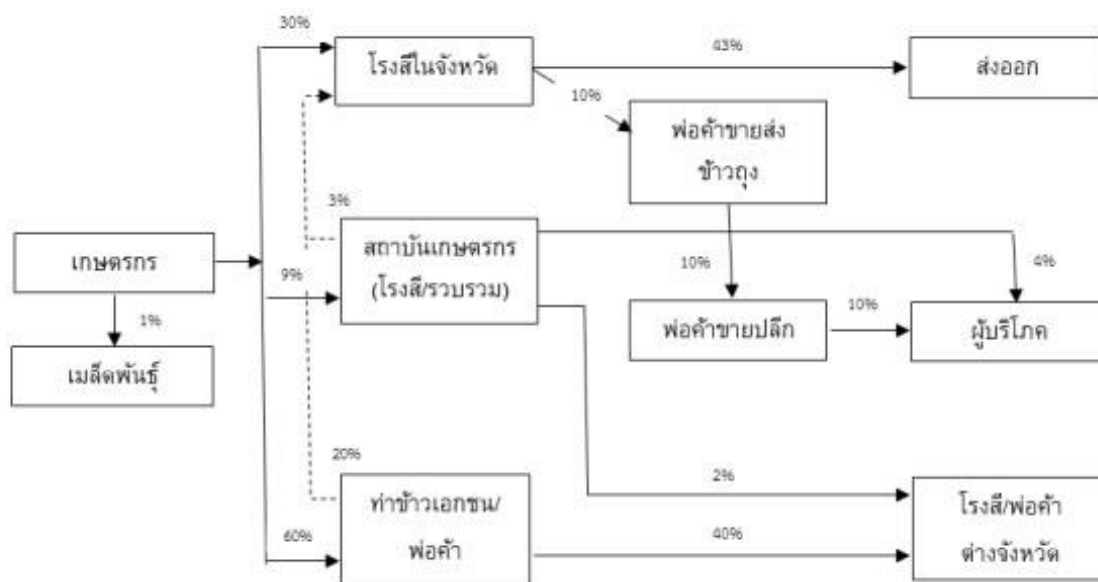 30%
43%
โรงสีในจังหวัด
ส่งออก
10%
พ่อค้าขายส่ง
ข้าวถุง
3%
สถาบันเกษตรกร
(โรงสี/รวบรวม)
เกษตรกร
9%
10%
4%
1%
10%
พ่อค้าขายปลีก
ผู้บริโภค
เมล็ดพันธุ์
20%
2%
ท่าข้าวเอกชน/
พ่อค้า
โรงสี/พ่อค้า
ต่างจังหวัด
60%
40%